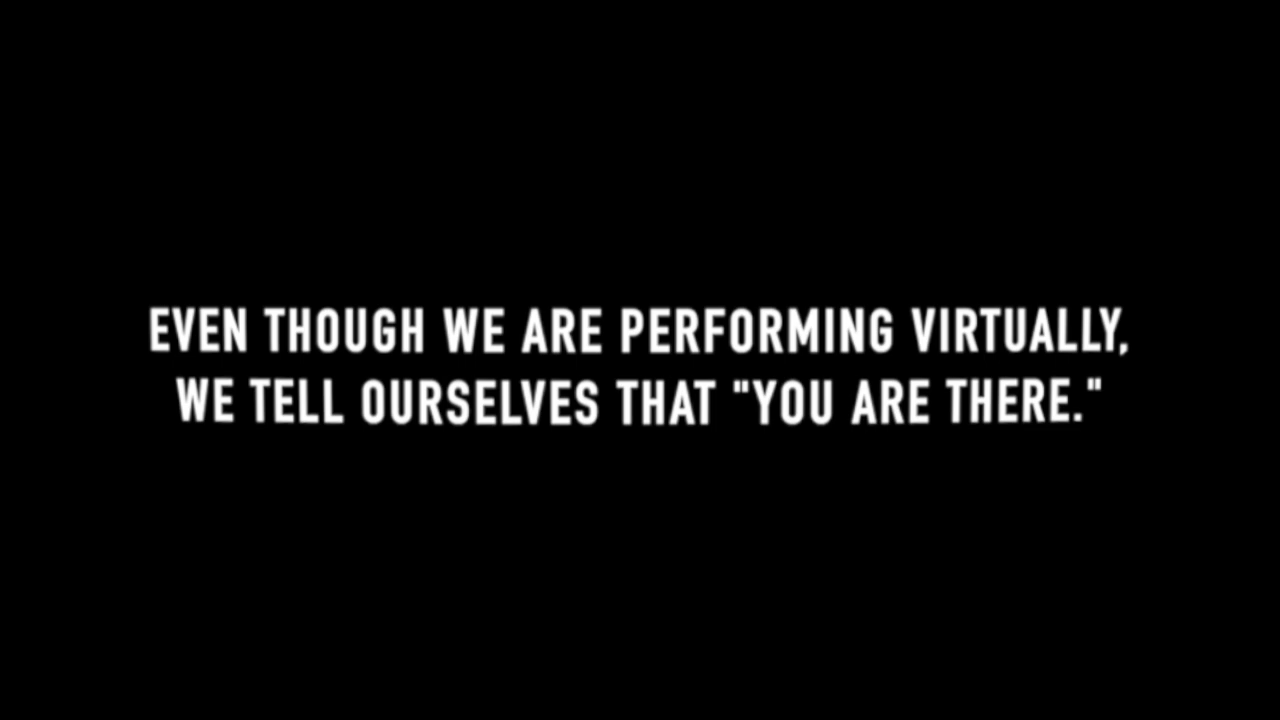 EVEN THOUGH WE ARE PERFORMING VIRTUALLY,
WE TELL OURSELVES THAT "YOU ARE THERE."